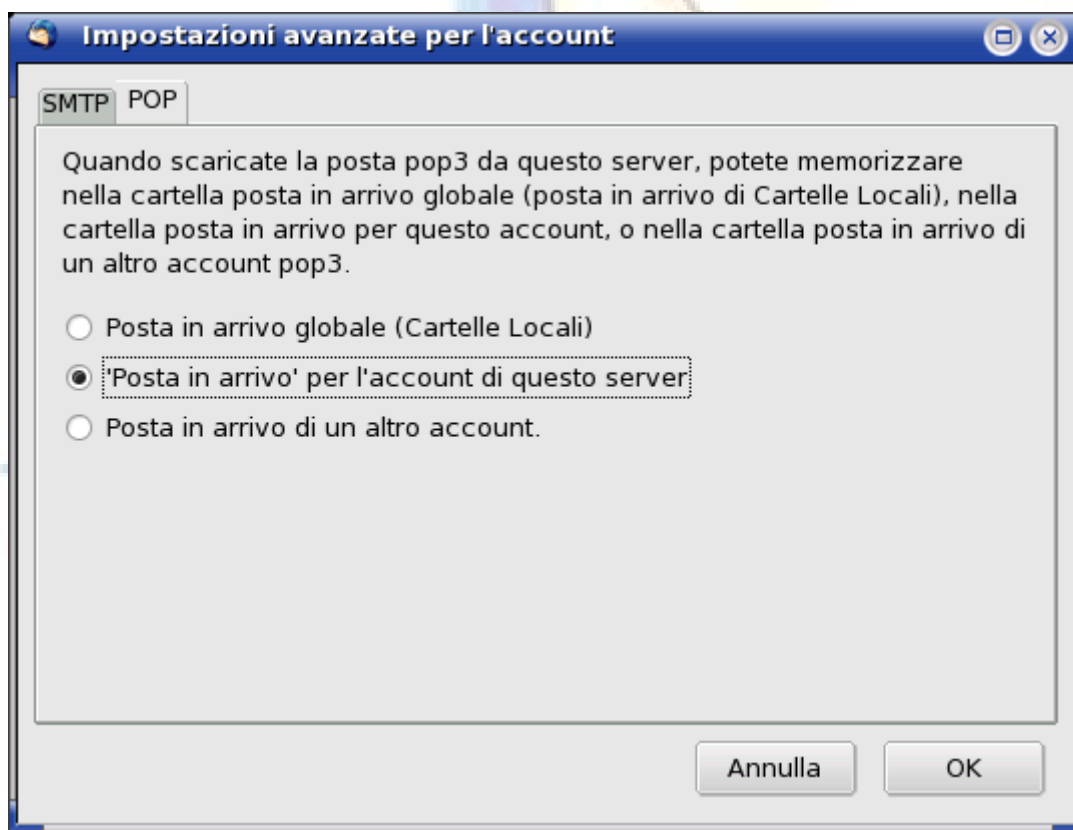 Impostazioni avanzate per l'account
SMTP POP
Quando scaricate la posta pop3 da questo server, potete memorizzare
nella cartella posta in arrivo globale (posta in arrivo di Cartelle Locali), nella
cartella posta in arrivo per questo account, o nella cartella posta in arrivo di
un altro account pop3.
Posta in arrivo globale (Cartelle Locali)
'Posta in arrivo' per l'account di questo server
Posta in arrivo di un altro account.
Annulla OK